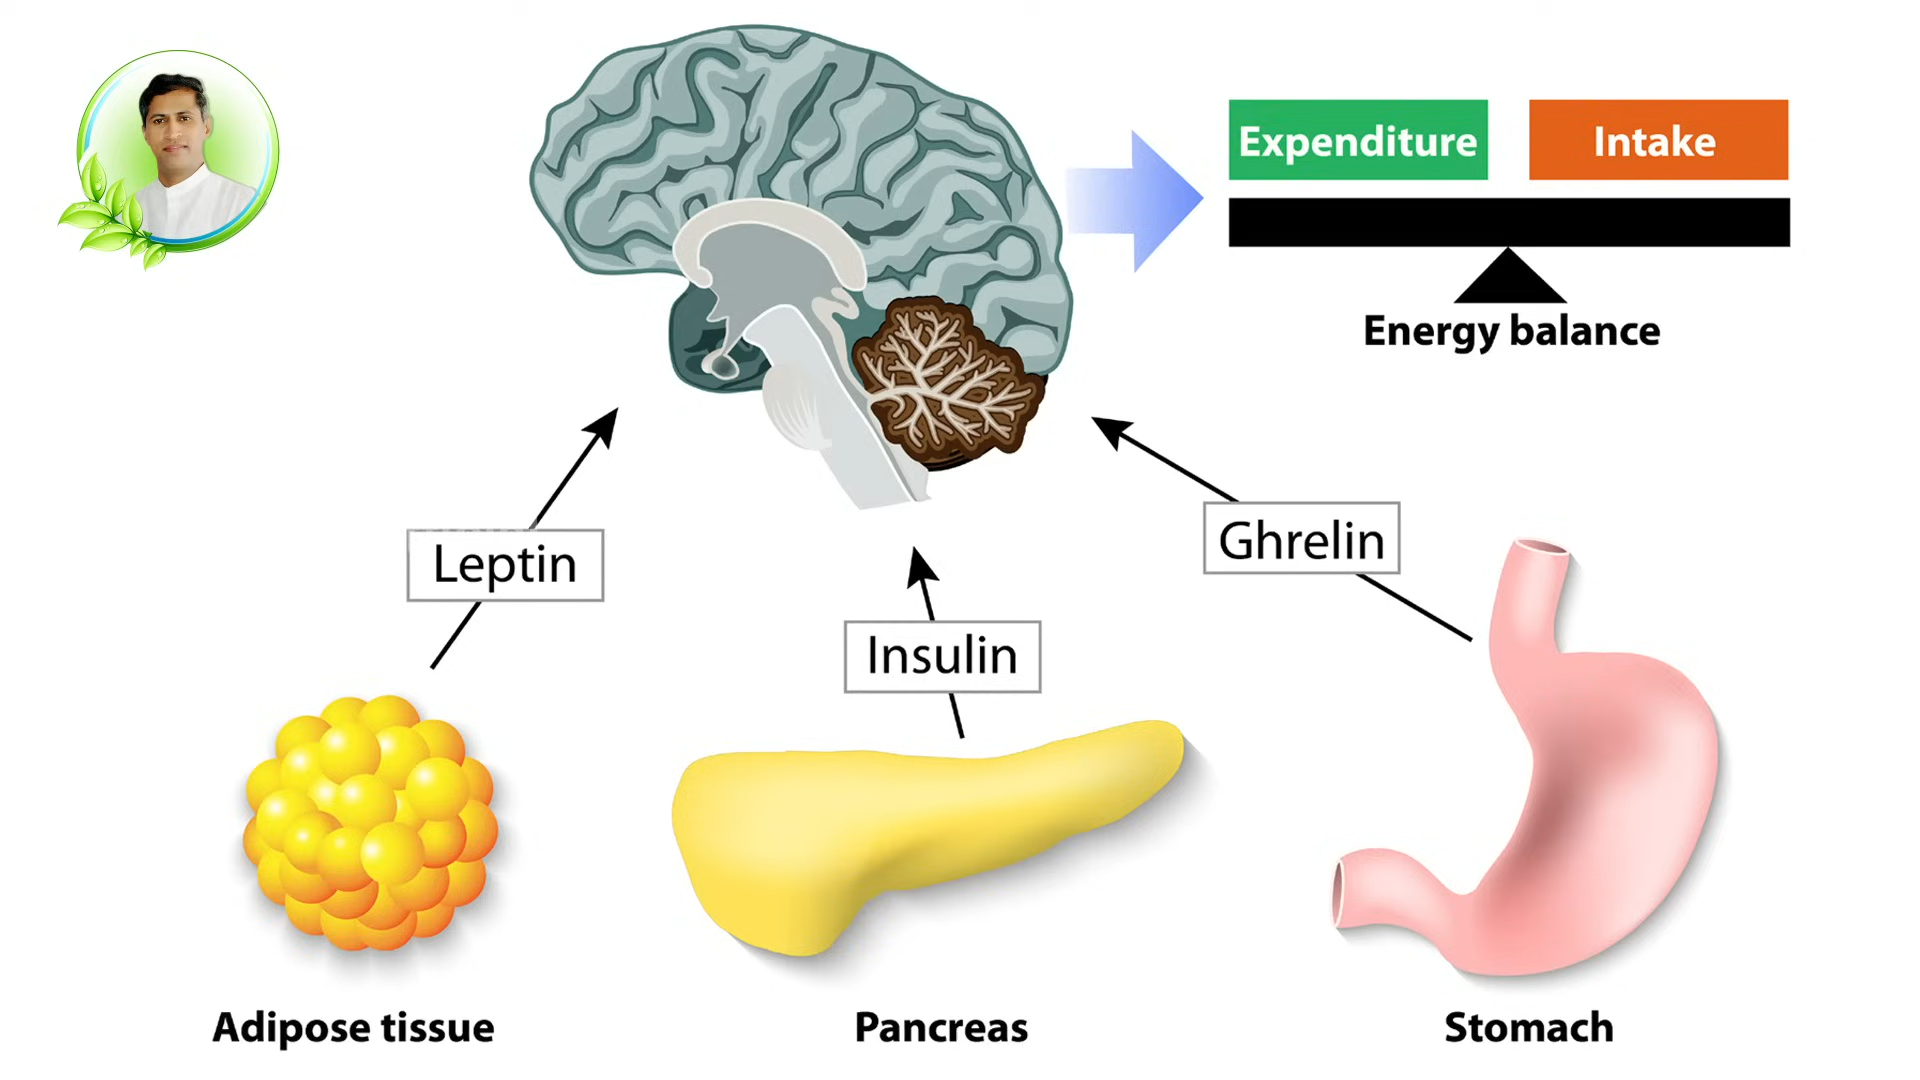 Expenditure
Intake
Energy balance
Leptin
Ghrelin
Insulin
Adipose tissue
Pancreas
Stomach